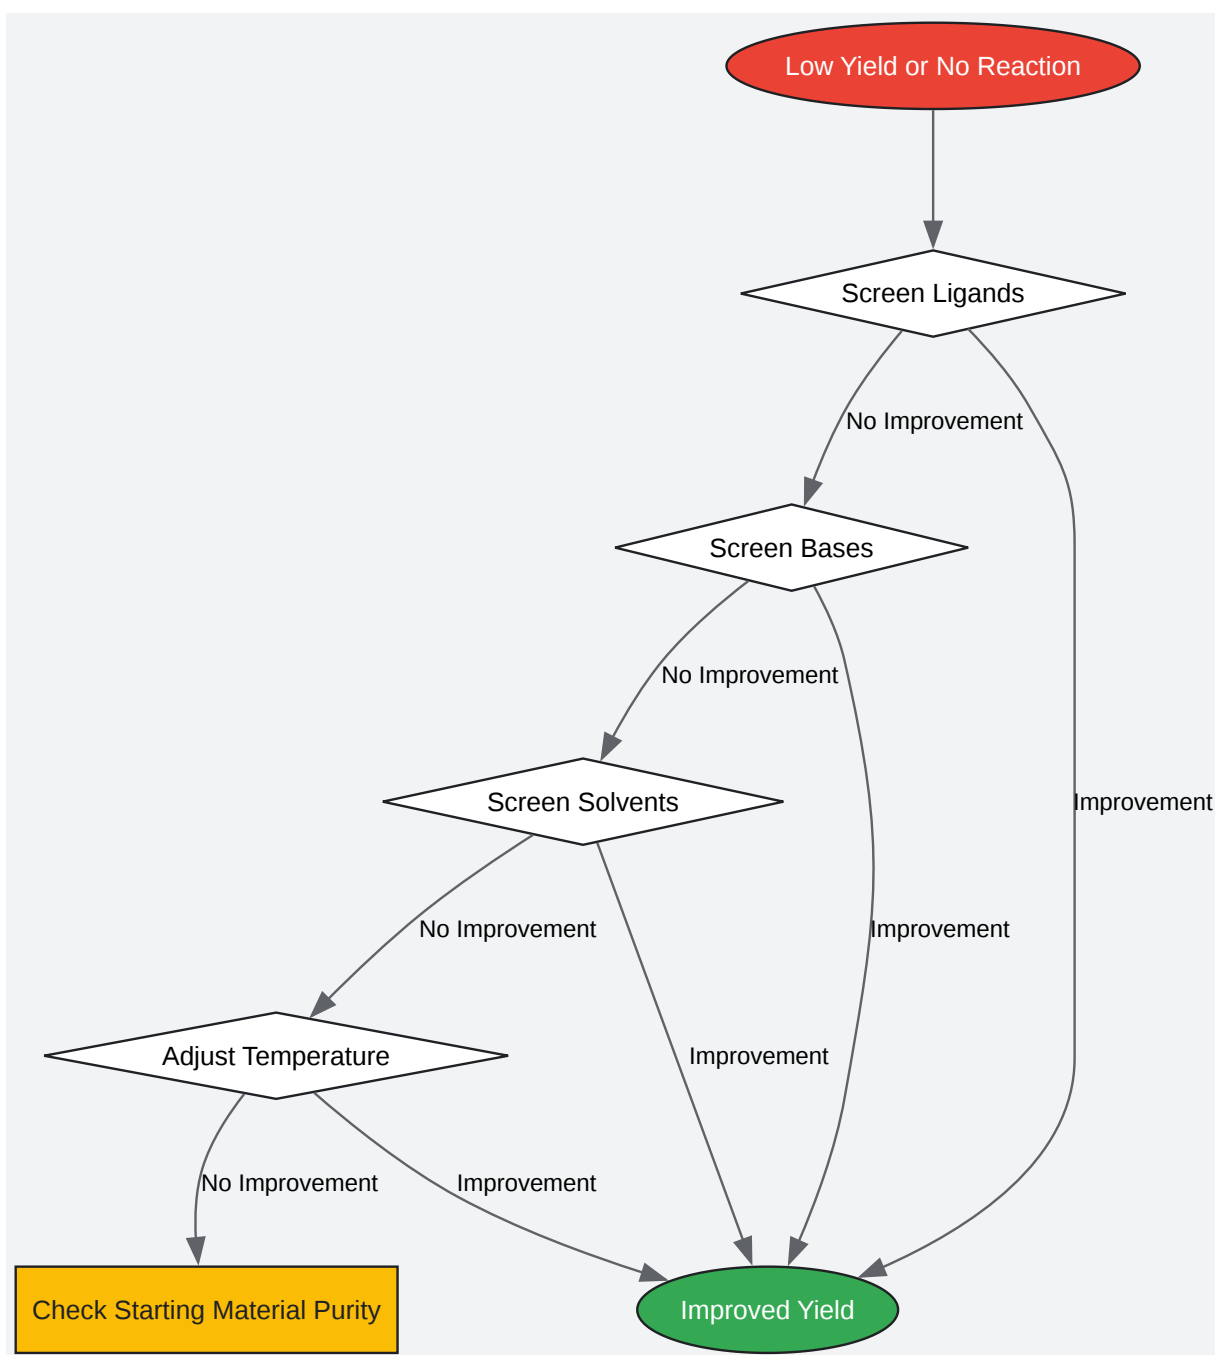 Low Yield or No Reaction
Screen Ligands
No Improvement
Screen Bases
No Improvement
Screen Solvents
Improvement
No Improvement
Improvement
Adjust Temperature
Improvement
No Improvement
Improvement
Check Starting Material Purity
Improved Yield